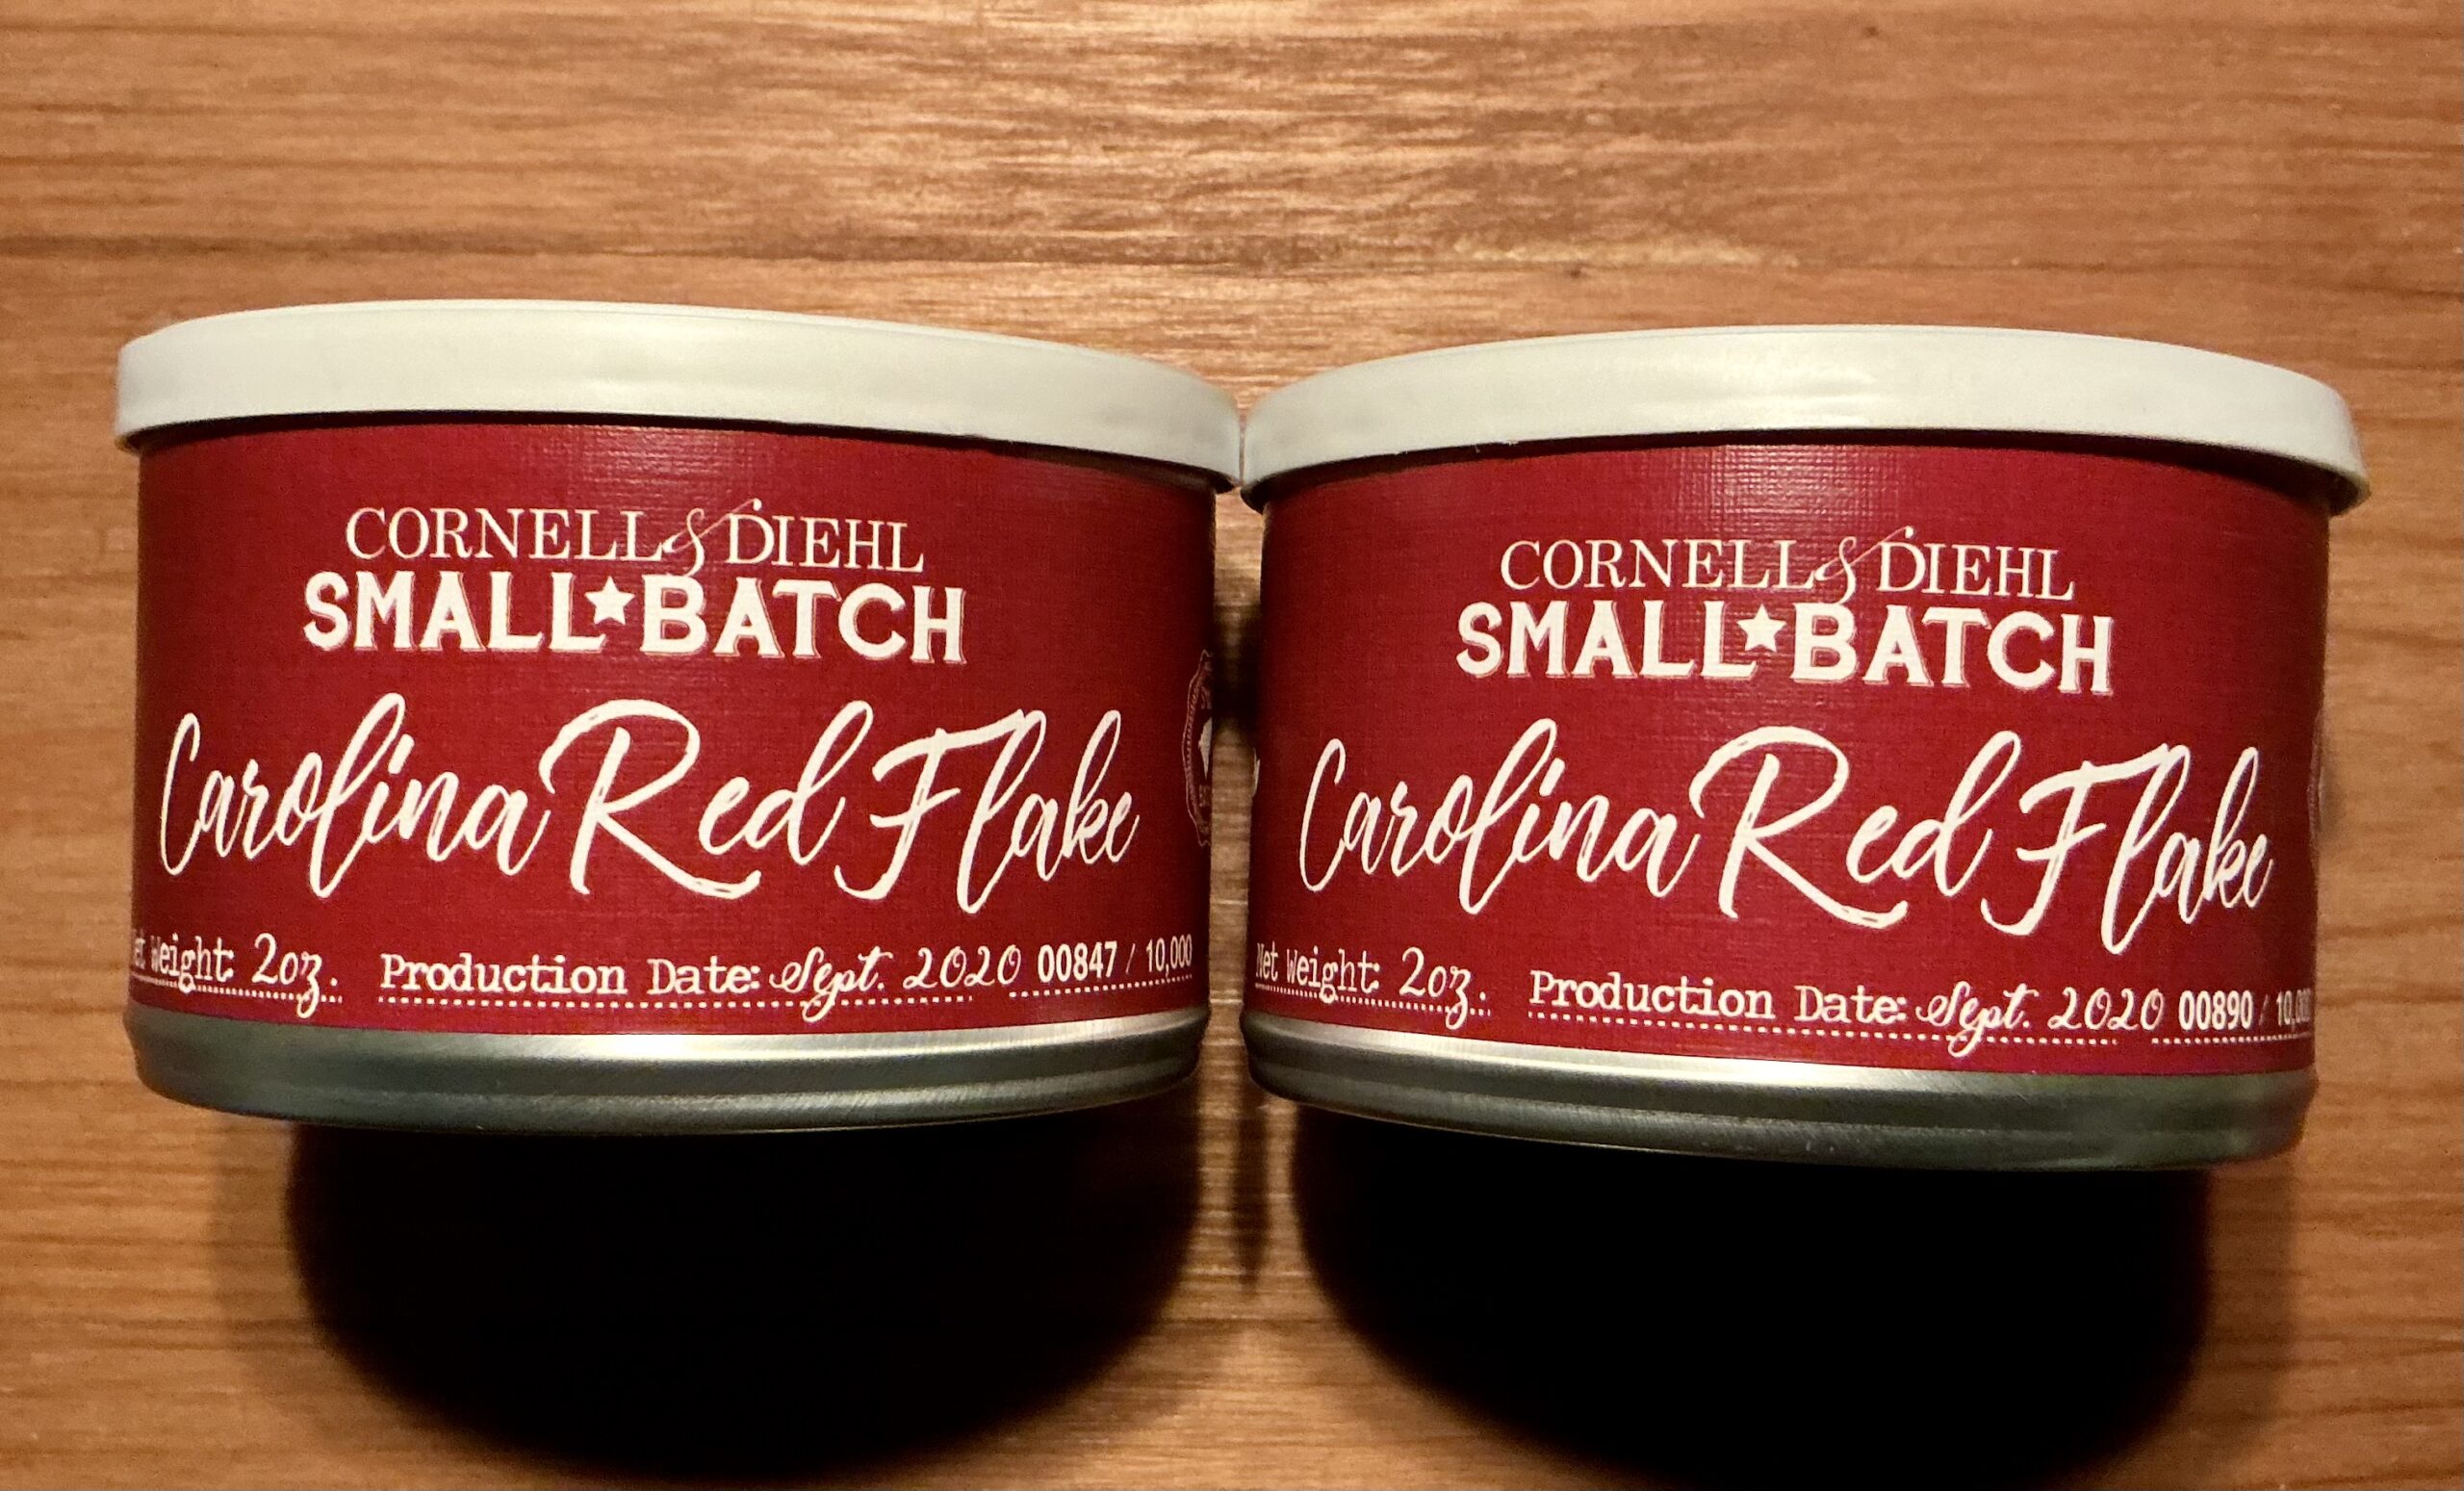 CORNELL & DIEHL
SMALL★BATCH
Carolina Red Flake
Weight: 2oz. Production Date: Sept. 2020 00847 / 10,000
CORNELL & DIEHL
SMALL★BATCH
Carolina Red Flake
Net Weight: 2oz. Production Date: Sept. 2020 00890 / 10,000